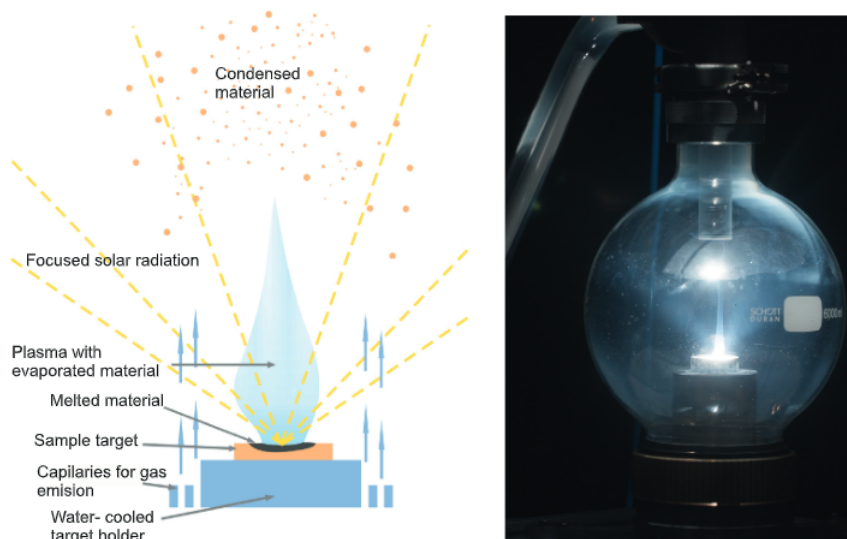 Condensed
material
Focused solar radiation
Plasma with
evaporated material
Melted material
Sample target
Capilaries for gas
emision
Water- cooled
target holder
SCHOTT
DURAN
6000ml